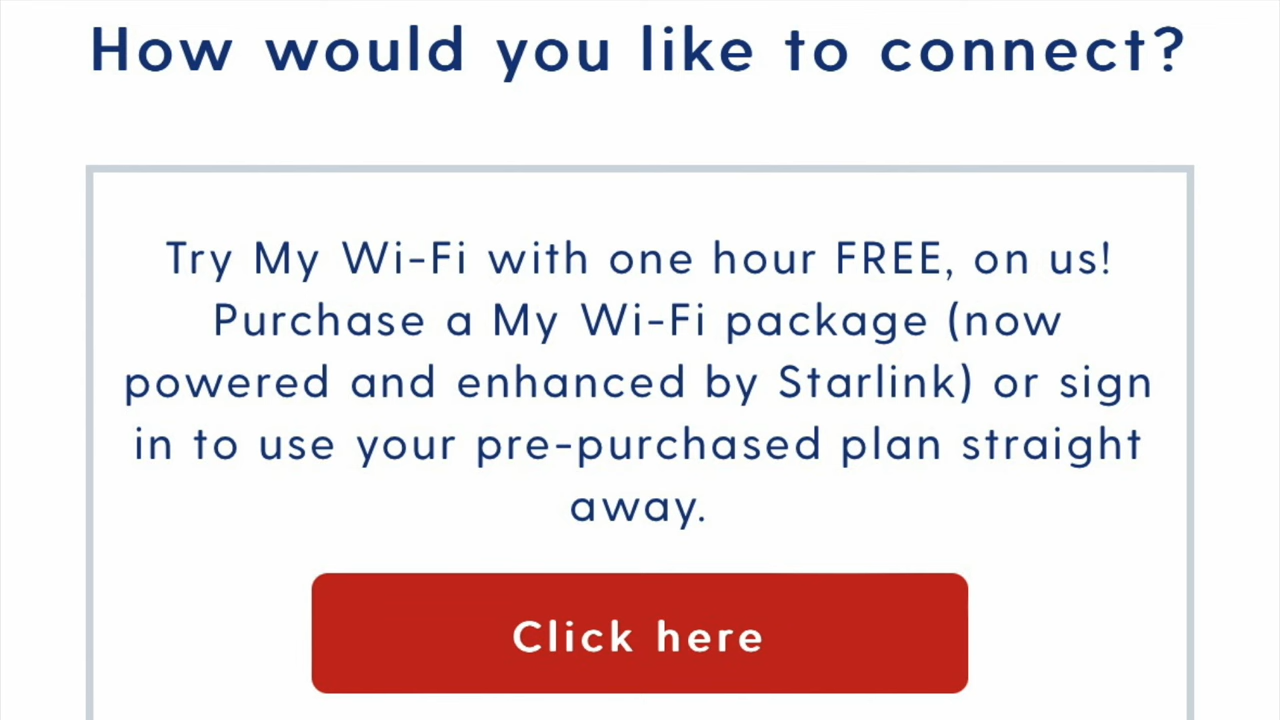 How would you like to connect?
Try My Wi-Fi with one hour FREE, on us!
Purchase a My Wi-Fi package (now
powered and enhanced by Starlink) or sign
in to use your pre-purchased plan straight
away.
Click here